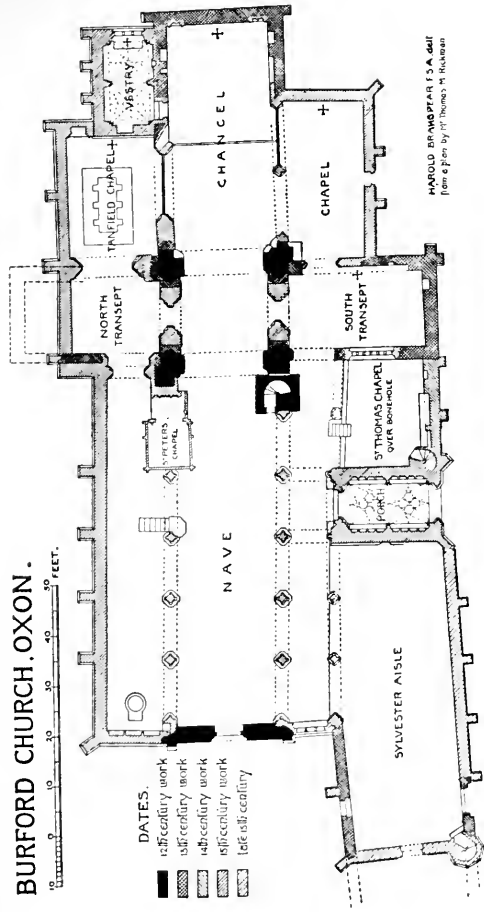 BURFORD CHURCH. OXON.
10 0 10 20 30 40 50 FEET.
DATES.
12th century work
13th century work
14th century work
15th century work
late 15th century
VESTRY
TANFIELD CHAPEL
NORTH
TRANSEPT
CHANCEL
CHAPEL
SOUTH
TRANSEPT
ST PETERS
CHAPEL
ST THOMAS CHAPEL
OVER BONEHOLE
NAVE
PORCH
SYLVESTER AISLE
HAROLD BRAKSPEAR F S A. delt
from a plan by Mr Thomas M Rickman